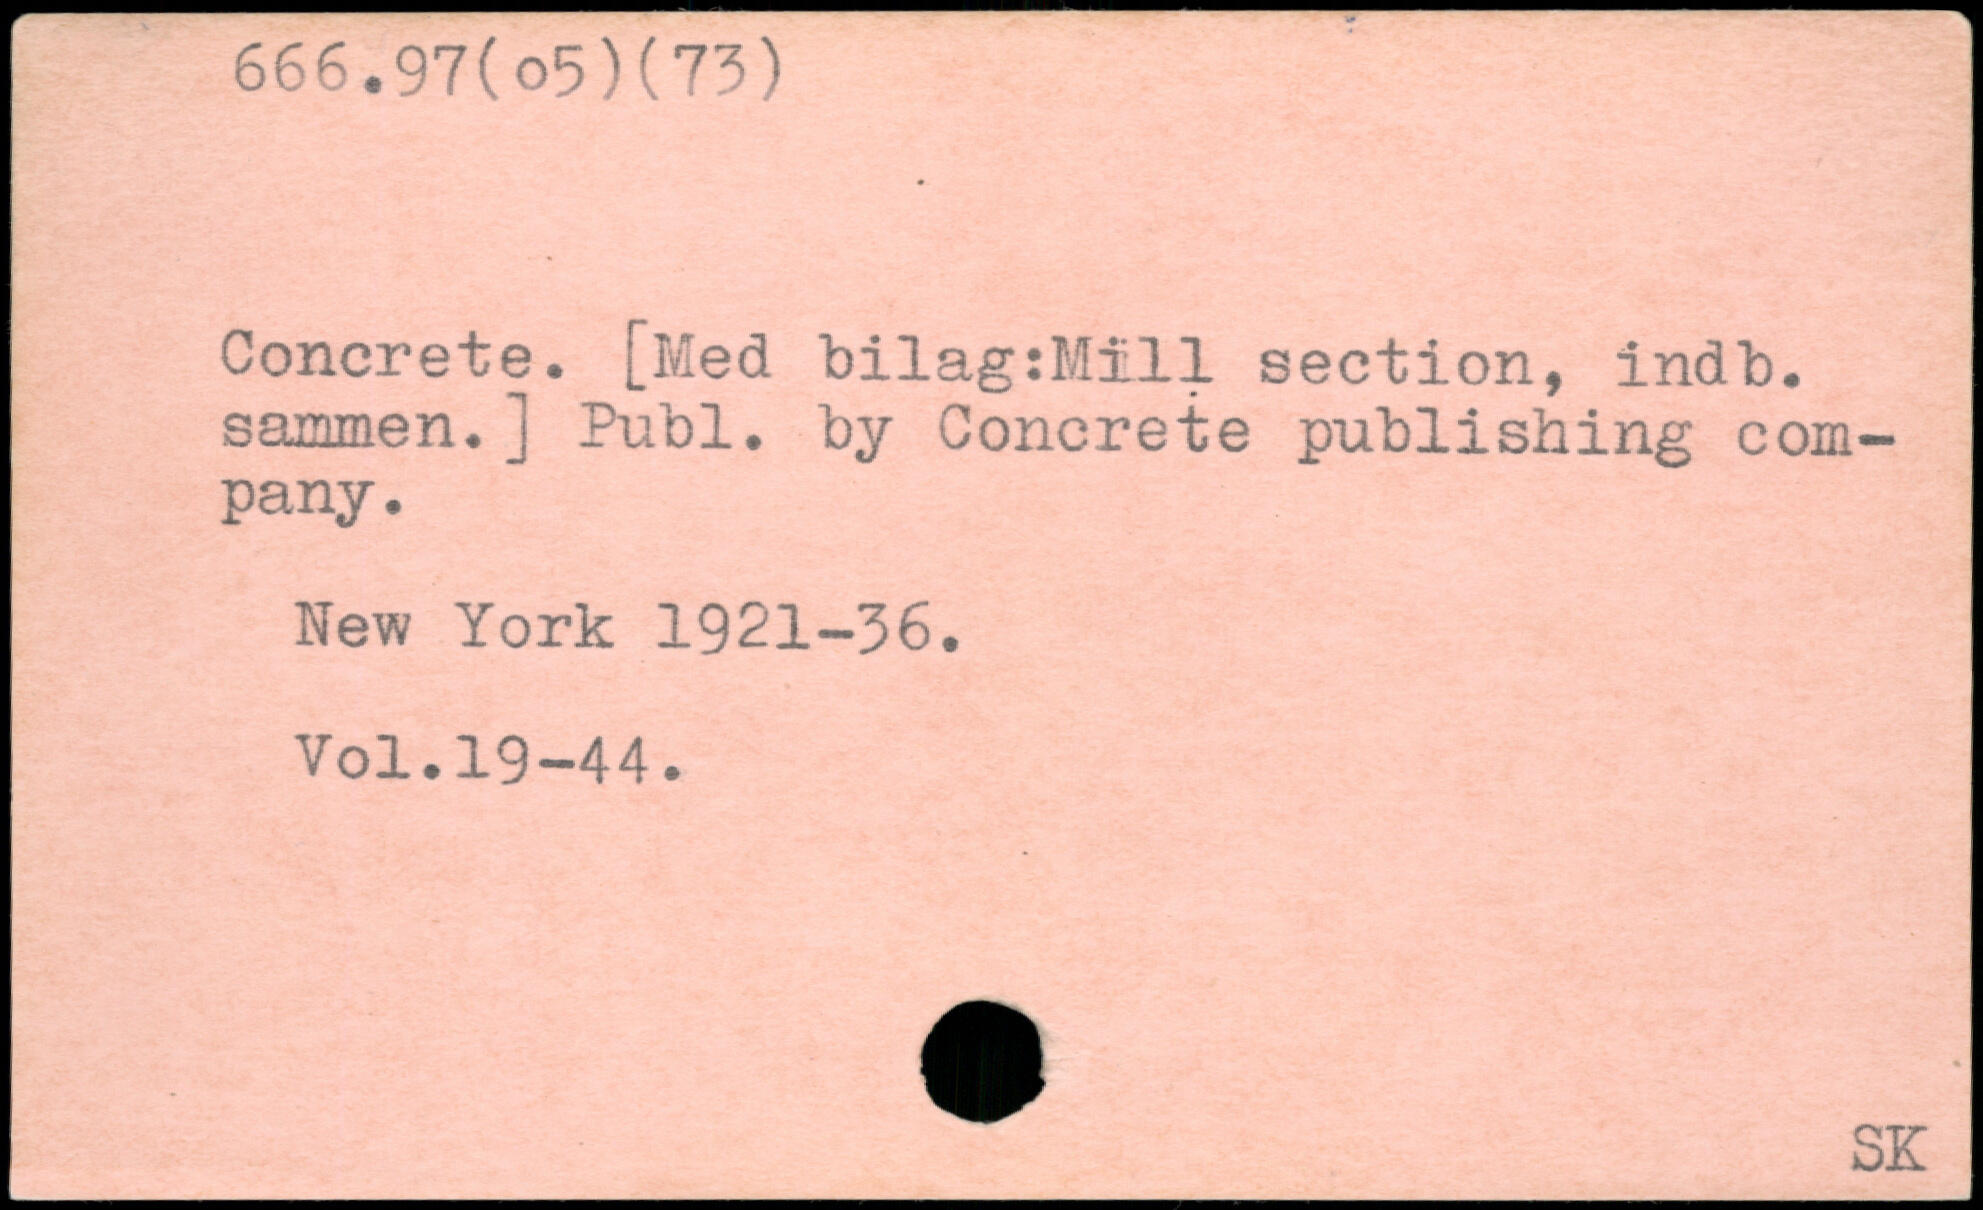 666.97(o5)(73)
Concrete. [Med bilag:Mill section, indb.
sammen.] Publ. by Concrete publishing com-
pany.
New York 1921-36.
Vol.19-44.
SK